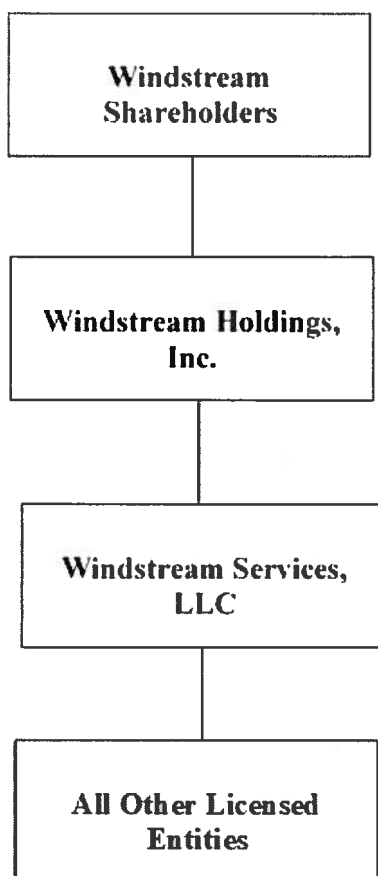 Windstream
Shareholders
Windstream Holdings,
Inc.
Windstream Services,
LLC
All Other Licensed
Entities